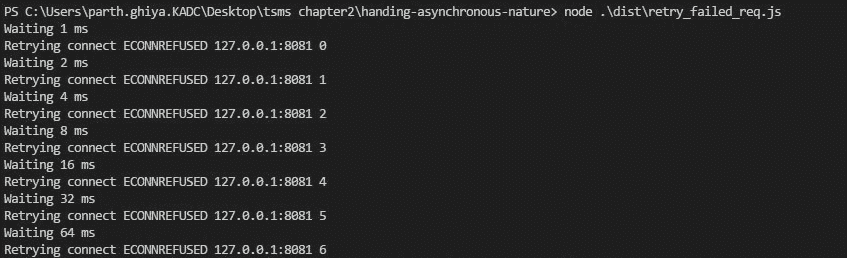 PS C:\Users\parth.ghiya.KADC\Desktop\tsms chapter2\handing-asynchronous-nature> node .\dist\retry_failed_req.js
Waiting 1 ms
Retrying connect ECONNREFUSED 127.0.0.1:8081 0
Waiting 2 ms
Retrying connect ECONNREFUSED 127.0.0.1:8081 1
Waiting 4 ms
Retrying connect ECONNREFUSED 127.0.0.1:8081 2
Waiting 8 ms
Retrying connect ECONNREFUSED 127.0.0.1:8081 3
Waiting 16 ms
Retrying connect ECONNREFUSED 127.0.0.1:8081 4
Waiting 32 ms
Retrying connect ECONNREFUSED 127.0.0.1:8081 5
Waiting 64 ms
Retrying connect ECONNREFUSED 127.0.0.1:8081 6